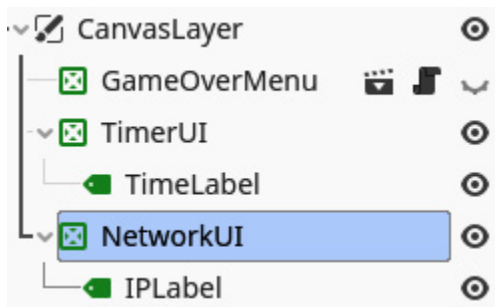 CanvasLayer
GameOverMenu
TimerUI
TimeLabel
NetworkUI
IPLabel